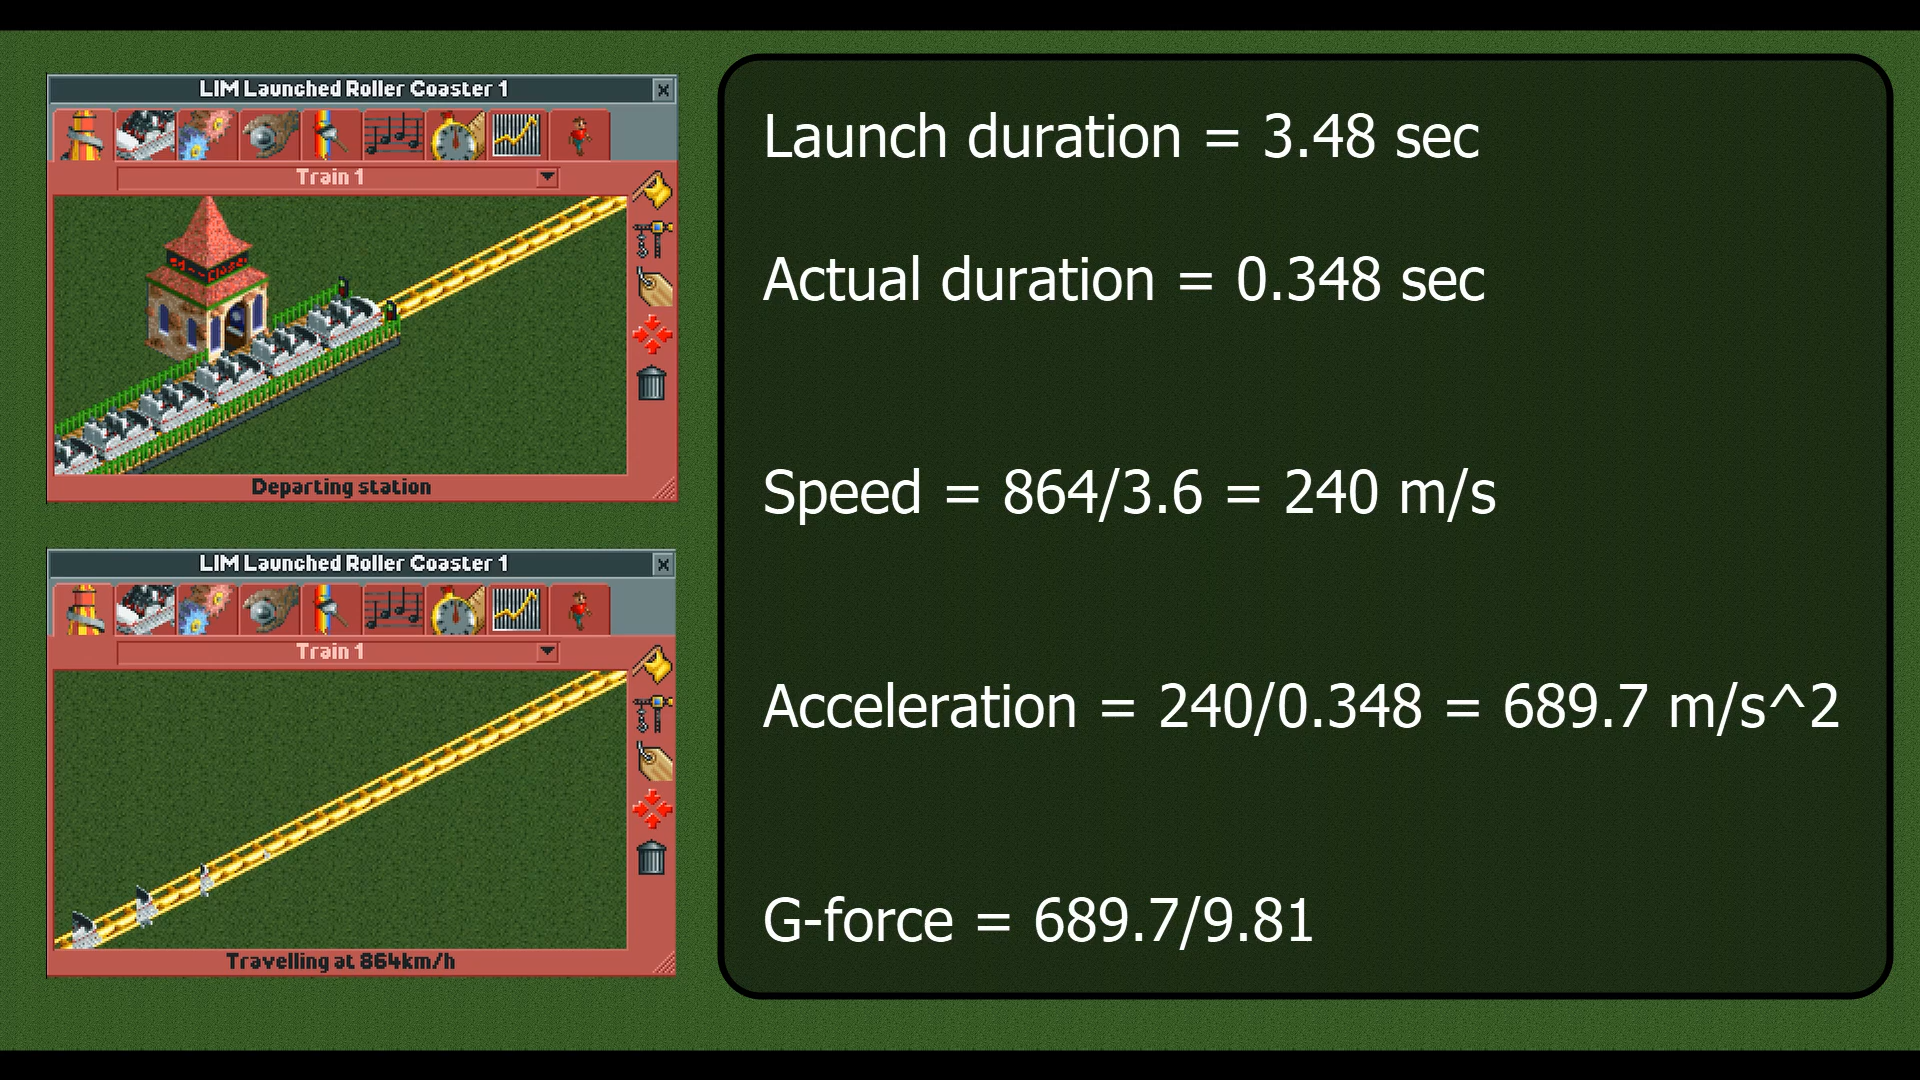 LIM Launched Roller Coaster 1
Train 1
Departing station
LIM Launched Roller Coaster 1
Train 1
Travelling at 864km/h
Launch duration = 3.48 sec
Actual duration = 0.348 sec
Speed = 864/3.6 = 240 m/s
Acceleration = 240/0.348 = 689.7 m/s^2
G-force = 689.7/9.81